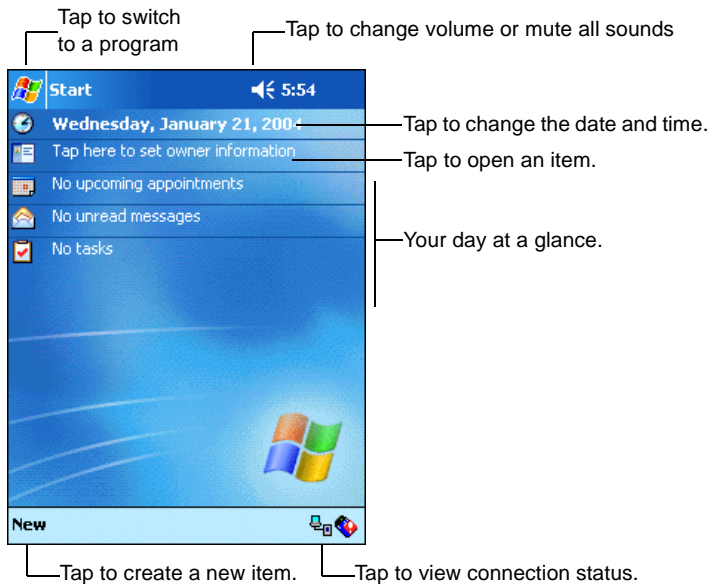 Tap to switch
to a program
Tap to change volume or mute all sounds
Start 5:54
Wednesday, January 21, 2004
Tap to change the date and time.
Tap here to set owner information
Tap to open an item.
No upcoming appointments
No unread messages
Your day at a glance.
No tasks
New
Tap to create a new item.
Tap to view connection status.